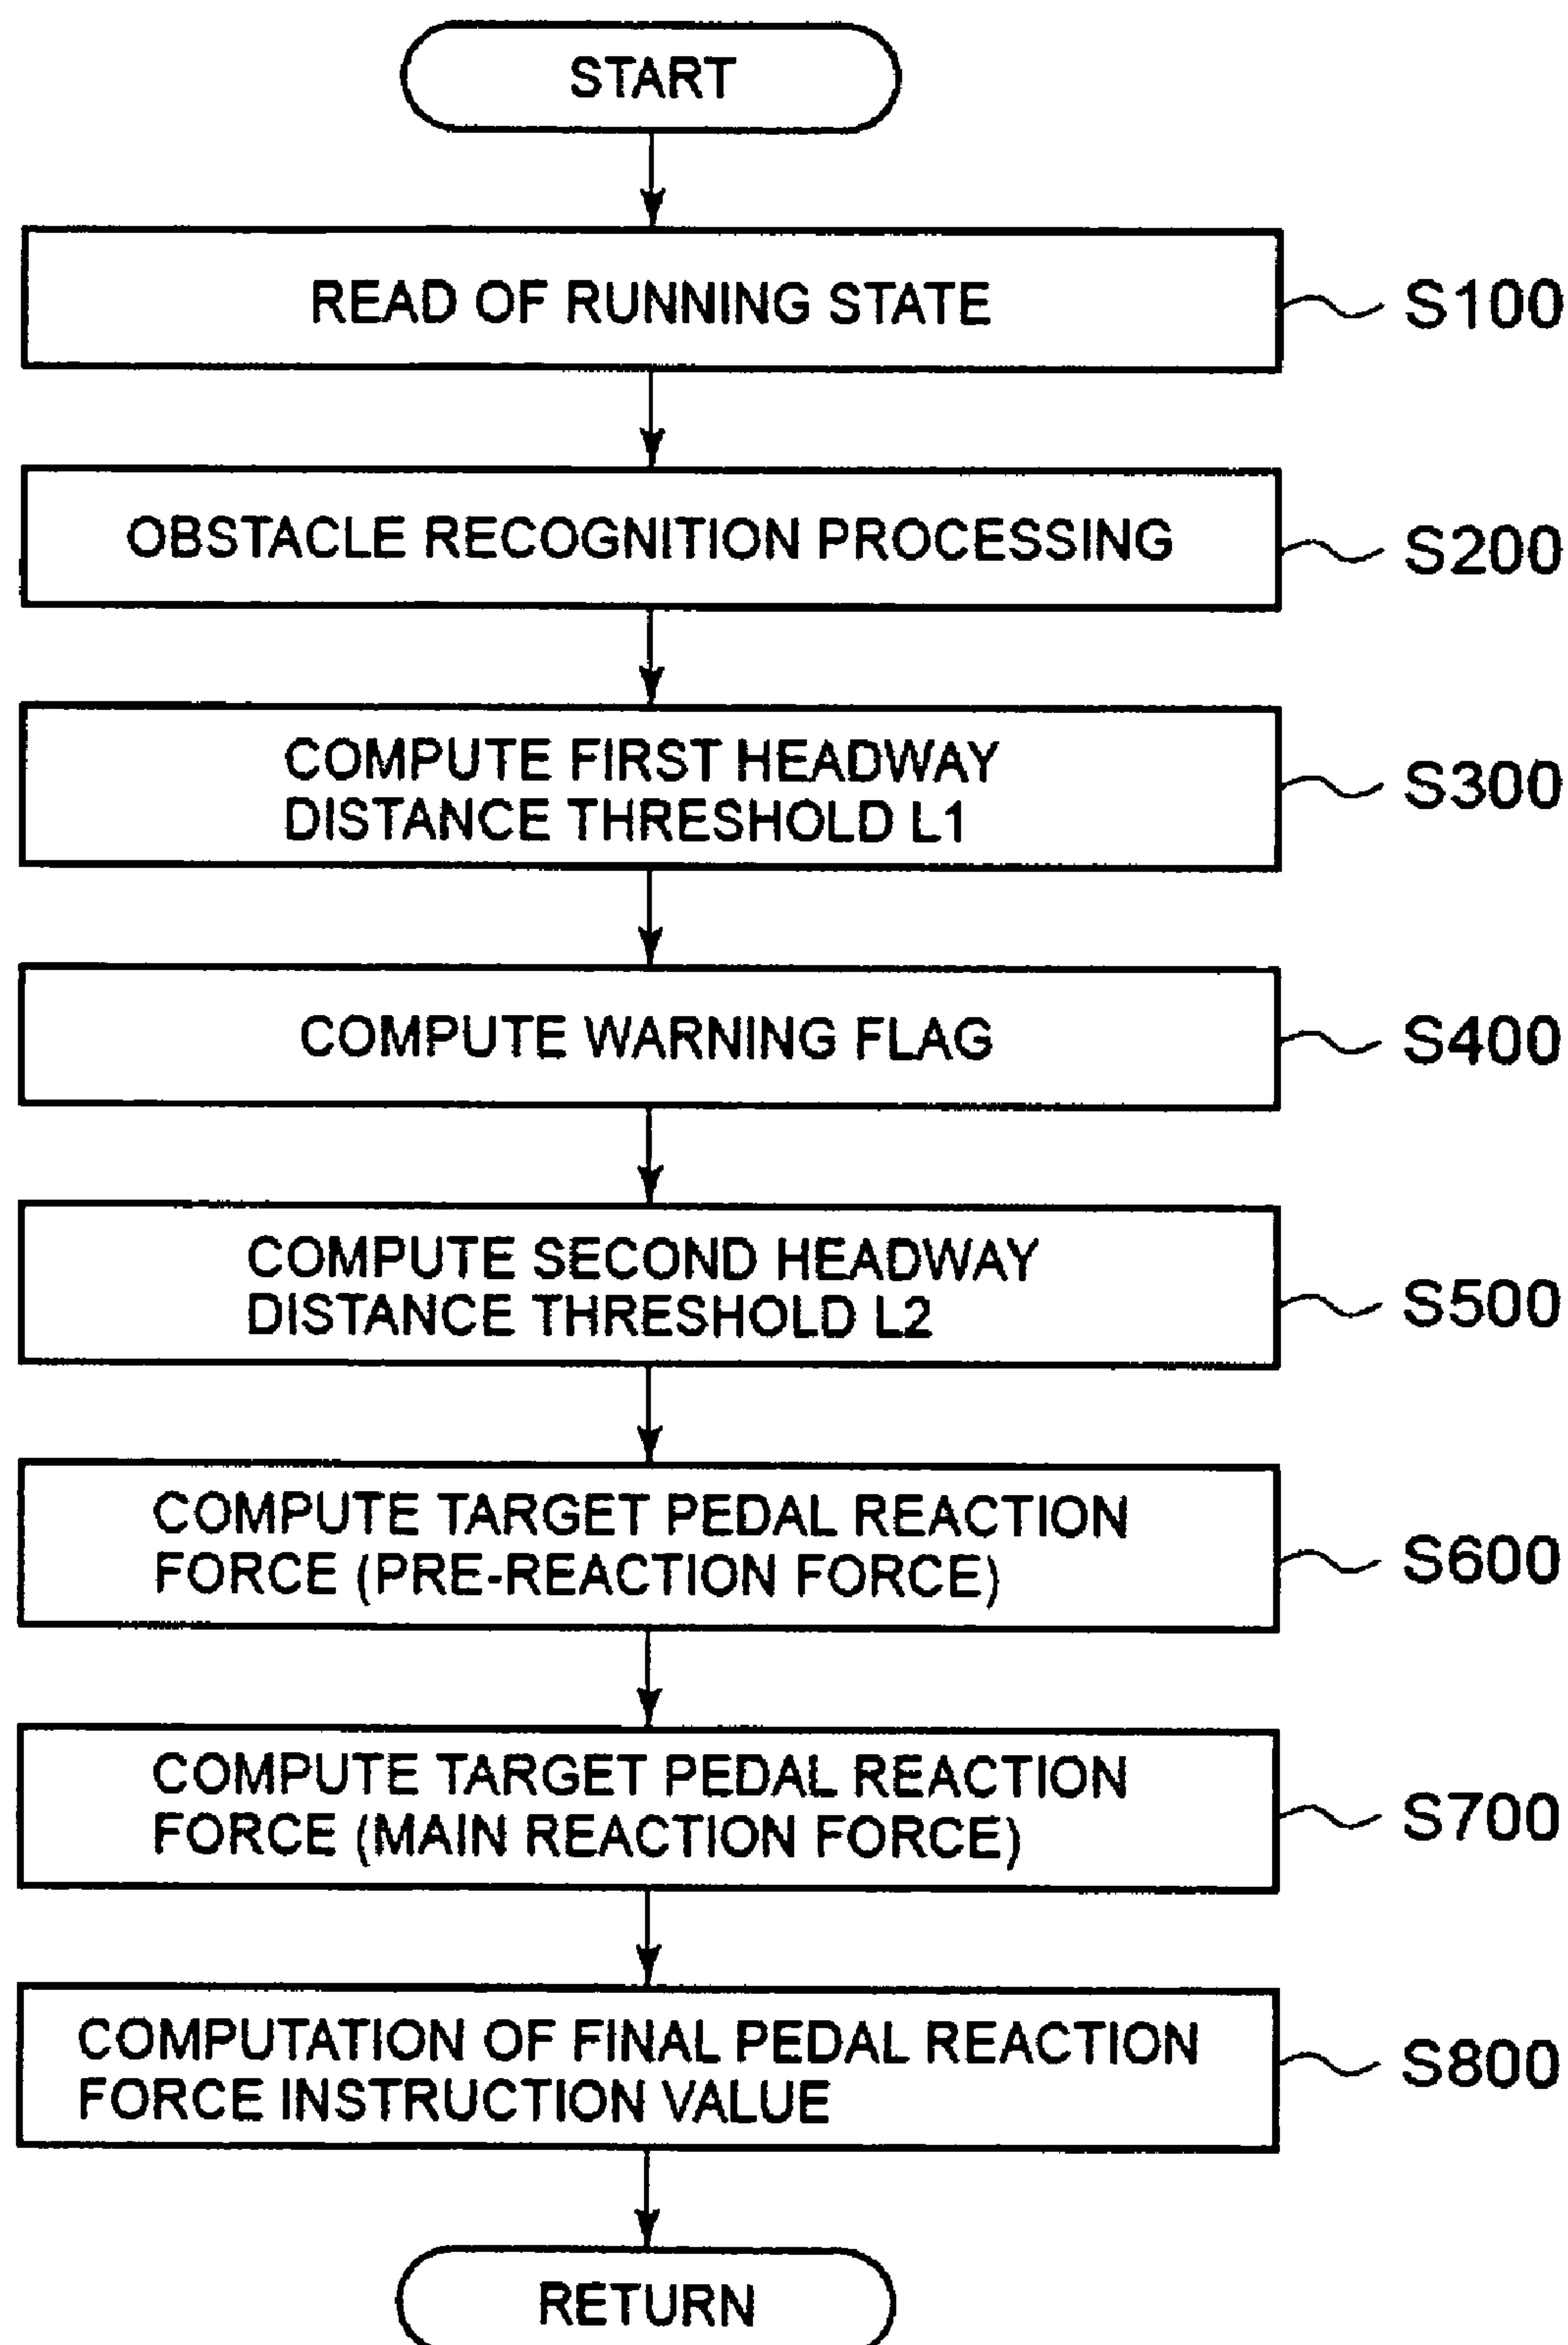 START
READ OF RUNNING STATE
S100
OBSTACLE RECOGNITION PROCESSING
S200
COMPUTE FIRST HEADWAY
DISTANCE THRESHOLD L1
S300
COMPUTE WARNING FLAG
S400
COMPUTE SECOND HEADWAY
DISTANCE THRESHOLD L2
S500
COMPUTE TARGET PEDAL REACTION
FORCE (PRE-REACTION FORCE)
S600
COMPUTE TARGET PEDAL REACTION
FORCE (MAIN REACTION FORCE)
S700
COMPUTATION OF FINAL PEDAL REACTION
FORCE INSTRUCTION VALUE
S800
RETURN